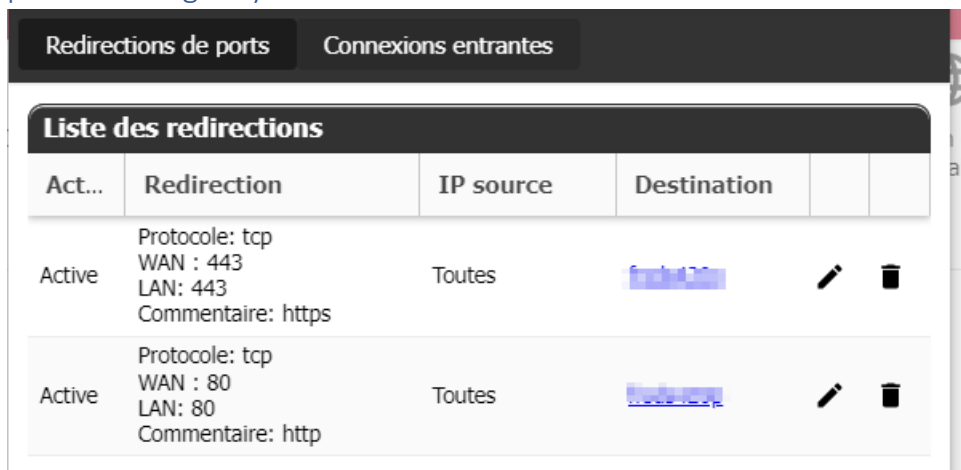 Redirections de ports Connexions entrantes
Liste des redirections
Act... Redirection IP source Destination
Protocole: tcp
Active WAN : 443 Toutes
LAN: 443
Commentaire: https
Protocole: tcp
Active WAN : 80 Toutes
LAN: 80
Commentaire: http